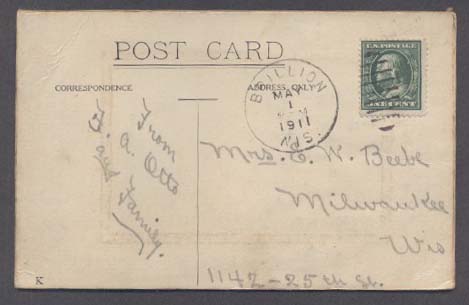 POST CARD
CORRESPONDENCE
ADDRESS ONLY
BRILLION
MAY
1
M
1911
WIS.
U.S. POSTAGE
ONE CENT
From
F. A. Otto
and Family.
Mrs. E. W. Beebe
Milwaukee
Wis
1142-25th St.
K